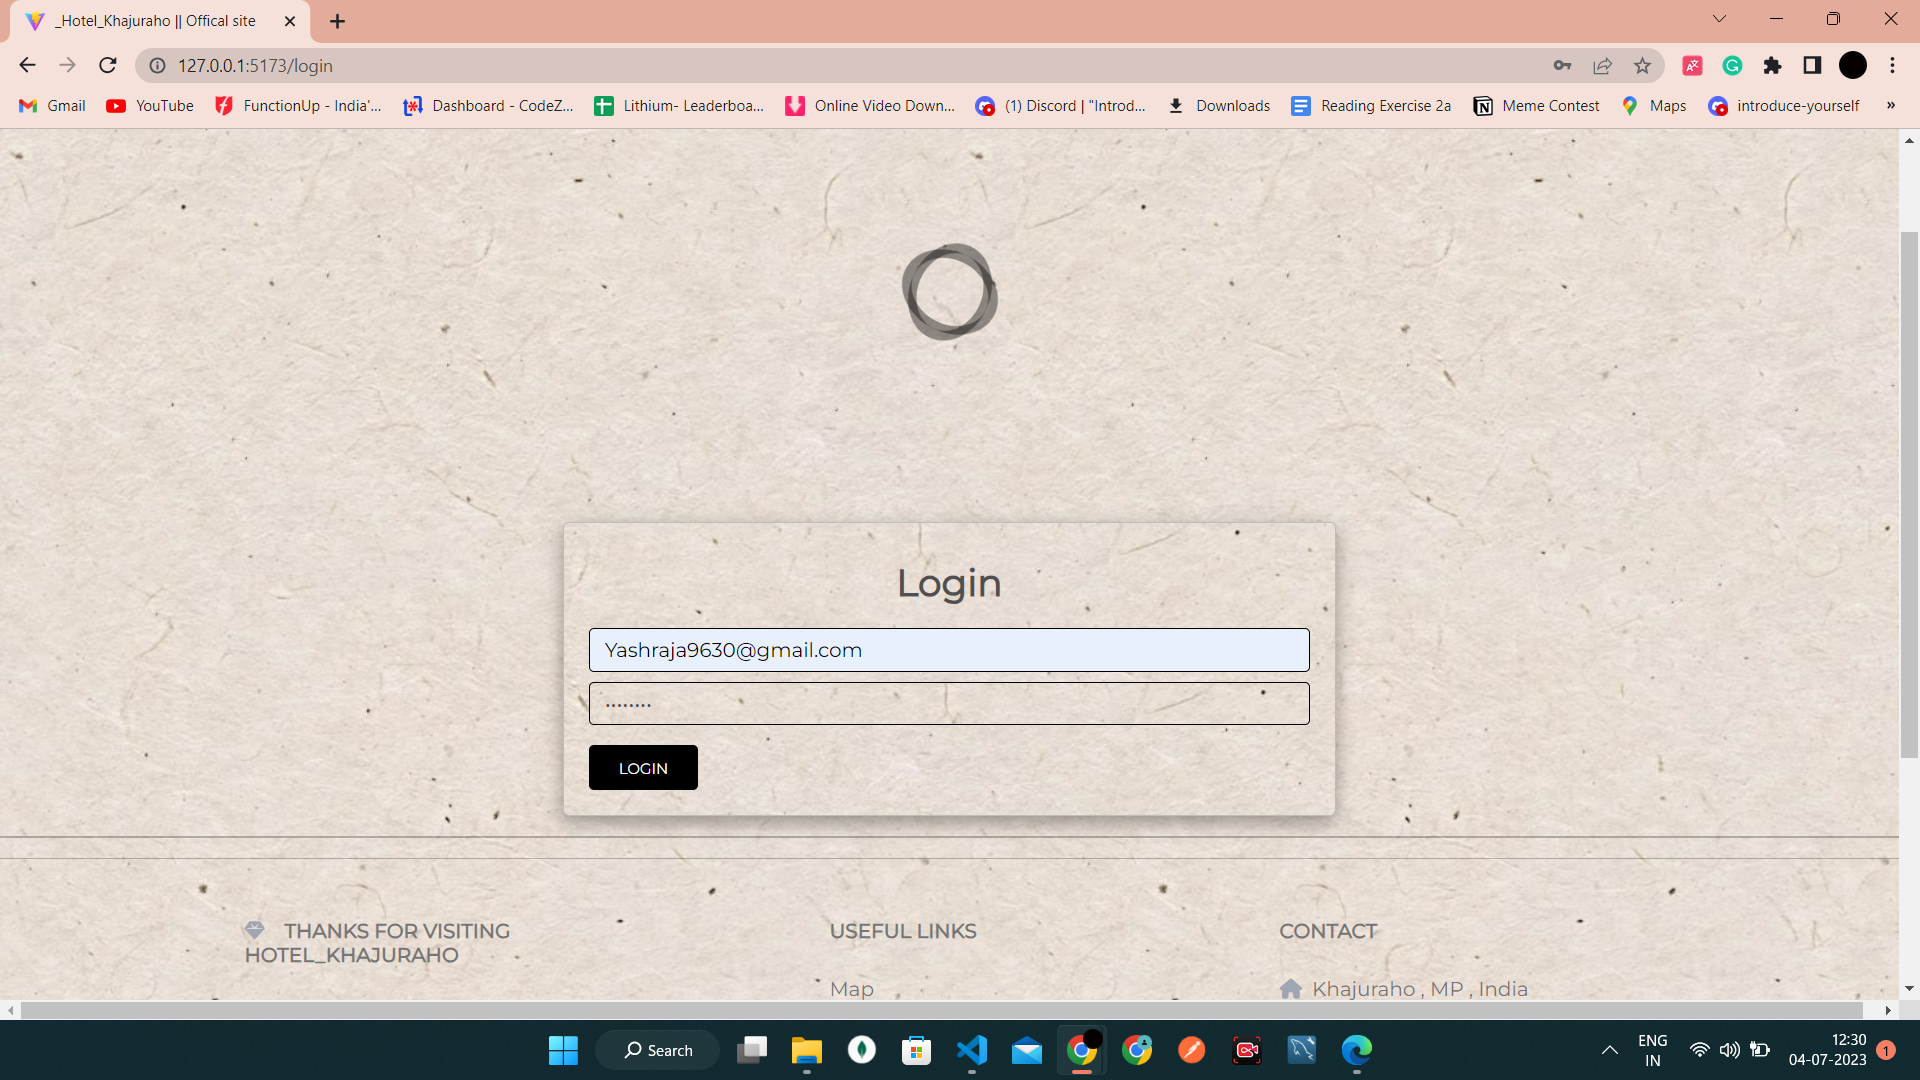 _Hotel_Khajuraho || Offical site
127.0.0.1:5173/login
Gmail
YouTube
FunctionUp - India'...
Dashboard - CodeZ...
Lithium- Leaderboa...
Online Video Down...
(1) Discord | "Introd...
Downloads
Reading Exercise 2a
Meme Contest
Maps
introduce-yourself
»
Login
Yashraja9630@gmail.com
········
LOGIN
THANKS FOR VISITING
HOTEL_KHAJURAHO
USEFUL LINKS
Map
CONTACT
Khajuraho , MP , India
Search
ENG
IN
12:30
04-07-2023
1